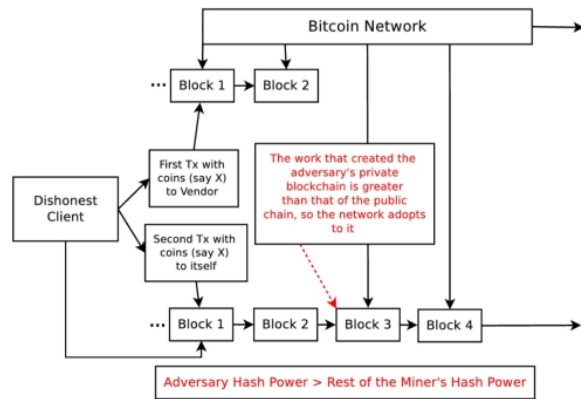 Bitcoin Network
... Block 1
Block 2
First Tx with
coins (say X)
to Vendor
The work that created the
adversary's private
blockchain is greater
than that of the public
chain, so the network adopts
to it
Dishonest
Client
Second Tx with
coins (say X)
to itself
... Block 1
Block 2
Block 3
Block 4
Adversary Hash Power > Rest of the Miner's Hash Power